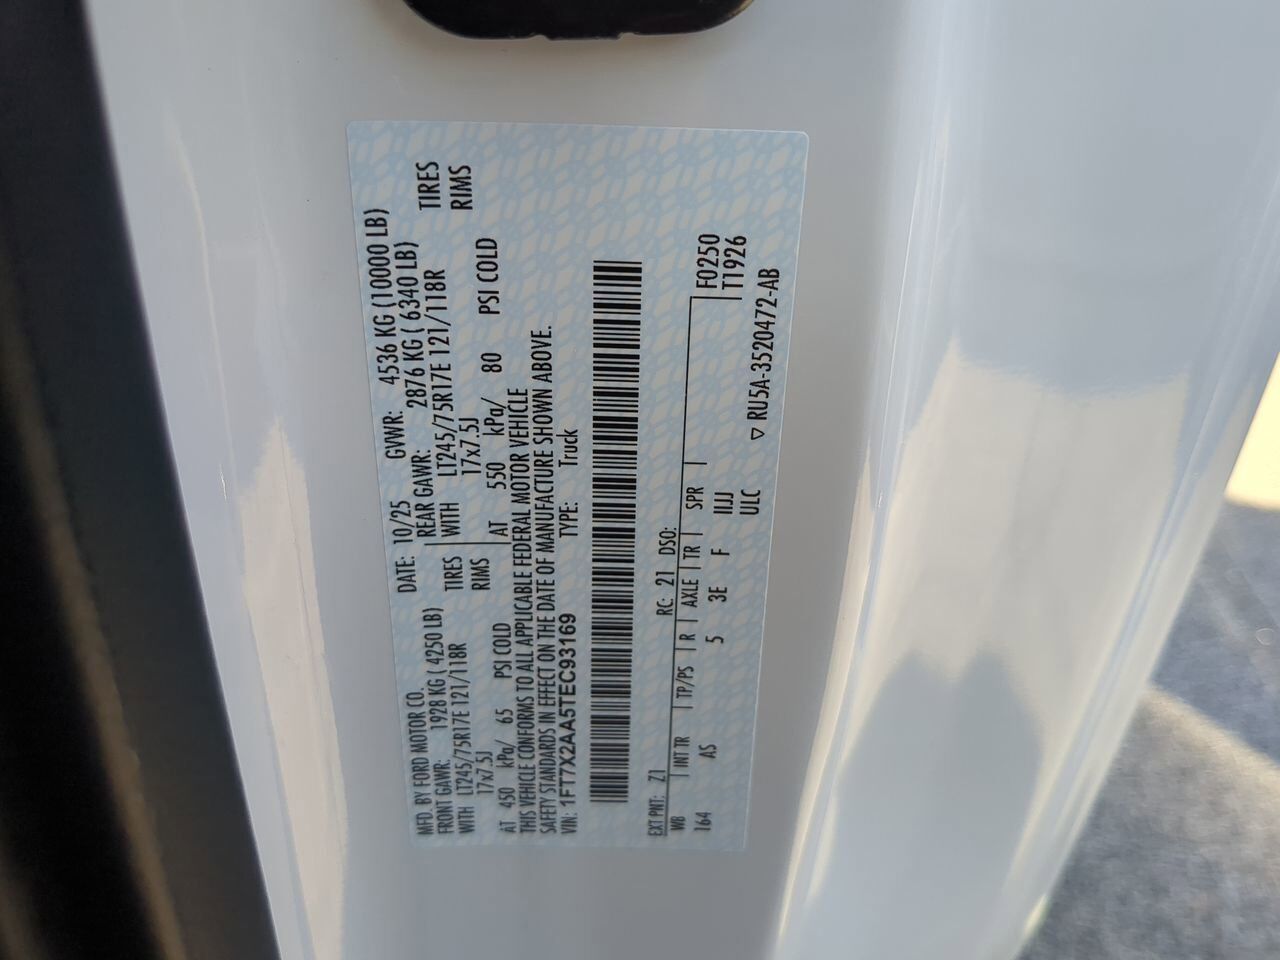 MFD. BY FORD MOTOR CO. DATE: 10/25 GVWR: 4536 KG (10000 LB)
FRONT GAWR: 1928 KG ( 4250 LB) REAR GAWR: 2876 KG ( 6340 LB)
WITH LT245/75R17E 121/118R TIRES WITH LT245/75R17E 121/118R TIRES
17x7.5J RIMS 17x7.5J RIMS
AT 450 kPa/ 65 PSI COLD AT 550 kPa/ 80 PSI COLD
THIS VEHICLE CONFORMS TO ALL APPLICABLE FEDERAL MOTOR VEHICLE
SAFETY STANDARDS IN EFFECT ON THE DATE OF MANUFACTURE SHOWN ABOVE.
VIN: 1FT7X2AA5TEC93169 TYPE: Truck
EXT PNT: Z1 RC: 21 DSO:
WB INT TR TP/PS R AXLE TR SPR F0250
164 AS 5 3E F IIJJ T1926
ULC
▽ RU5A-3520472-AB